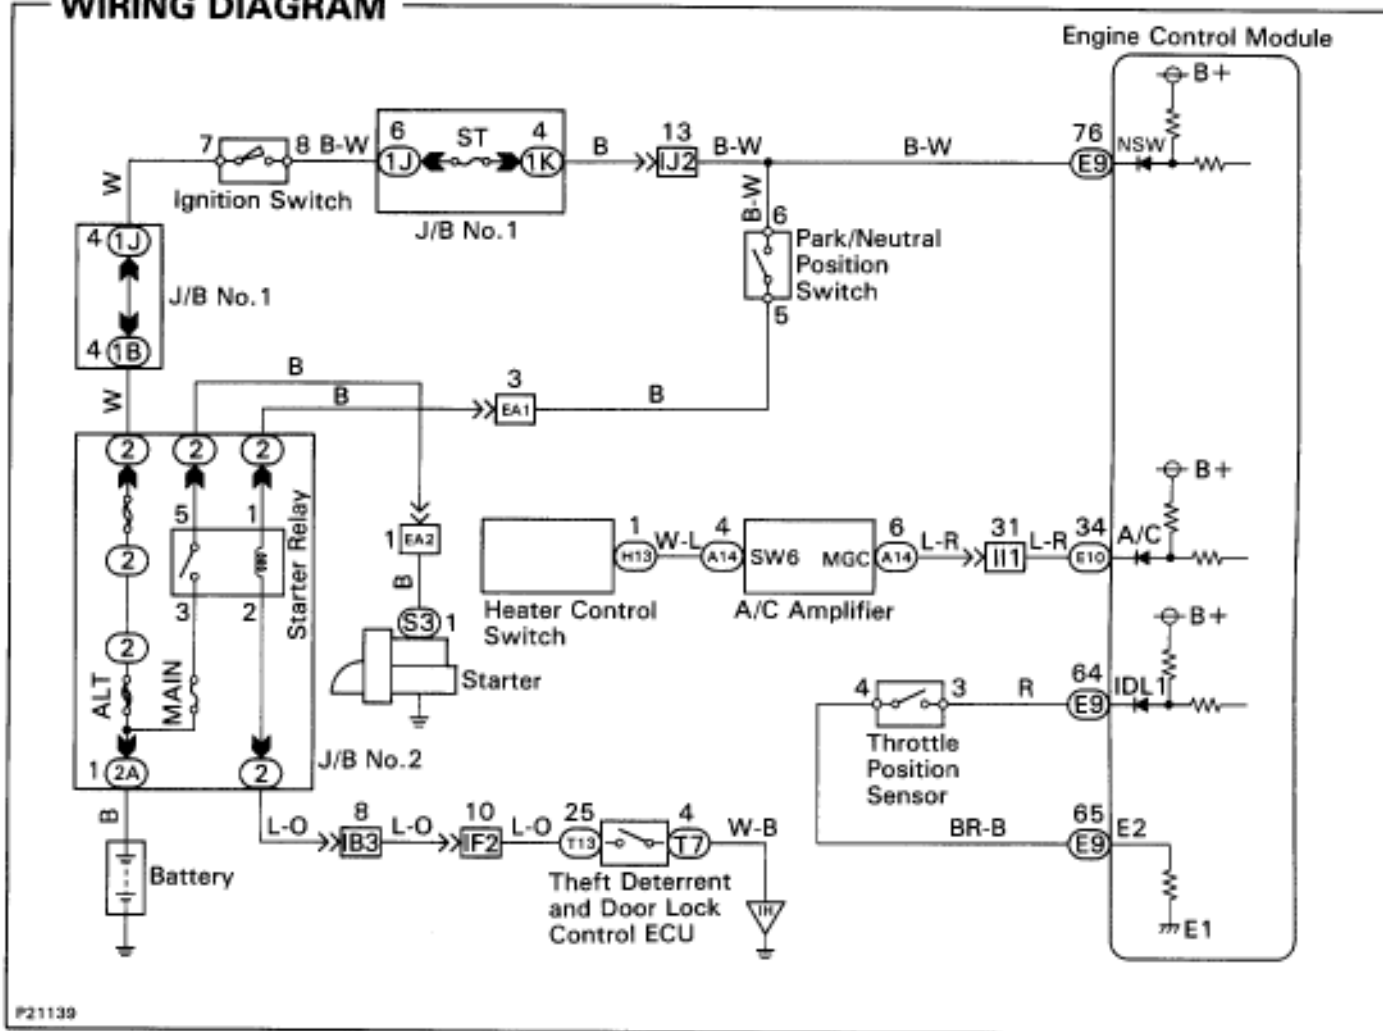 WIRING DIAGRAM
Engine Control Module
B+
7
8 B-W
6
ST
4
B
13
B-W
B-W
76
NSW
1J
1K
IJ2
E9
W
Ignition Switch
J/B No.1
B-W
6
Park/Neutral
Position
Switch
5
4 1J
J/B No.1
4 1B
W
B
B
3
EA1
B
2
2
2
5
1
3
2
Starter Relay
2
2
ALT
MAIN
1 2A
2
J/B No.2
1 EA2
B
S3 1
Starter
1
W-L
4
6
L-R
31
L-R
34
A/C
B+
H13
A14
SW6
MGC
A14
II1
E10
Heater Control
Switch
A/C Amplifier
B+
4
3
R
64
IDL1
E9
Throttle
Position
Sensor
BR-B
65
E2
E9
E1
B
Battery
L-O
8
IB3
L-O
10
IF2
L-O
25
T13
4
T7
W-B
Theft Deterrent
and Door Lock
Control ECU
IH
P21139